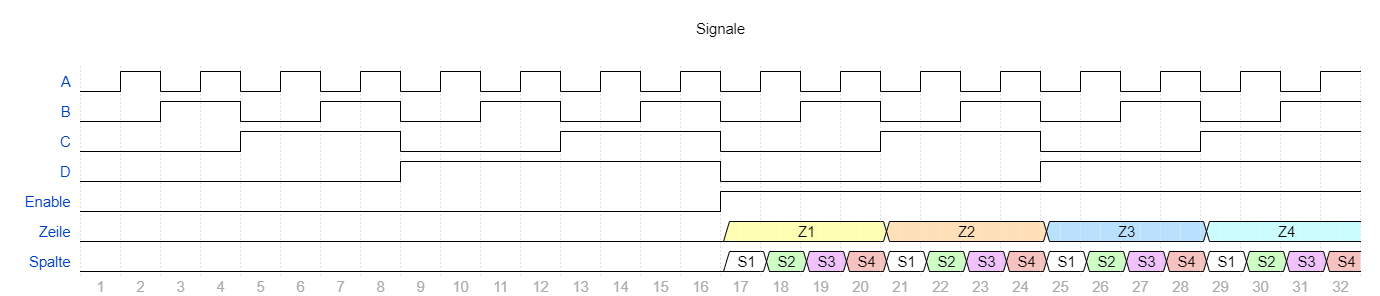 Signale
A
B
C
D
Enable
Zeile Z1 Z2 Z3 Z4
Spalte S1 S2 S3 S4 S1 S2 S3 S4 S1 S2 S3 S4 S1 S2 S3 S4
1 2 3 4 5 6 7 8 9 10 11 12 13 14 15 16 17 18 19 20 21 22 23 24 25 26 27 28 29 30 31 32